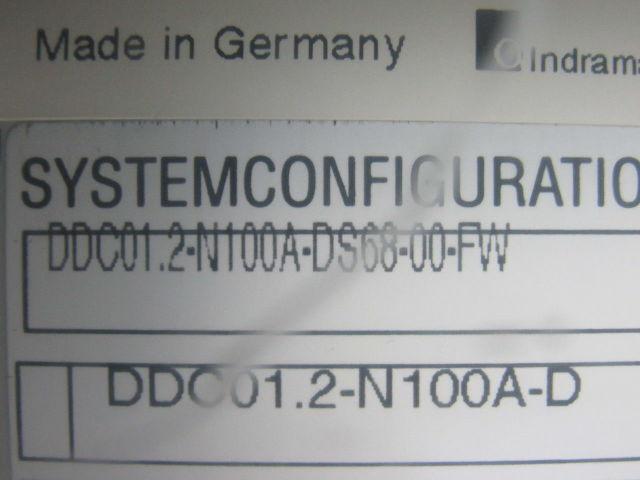 Made in Germany
Indrama
SYSTEMCONFIGURATIO
DDC01.2-N100A-DS68-00-FW
DDC01.2-N100A-D